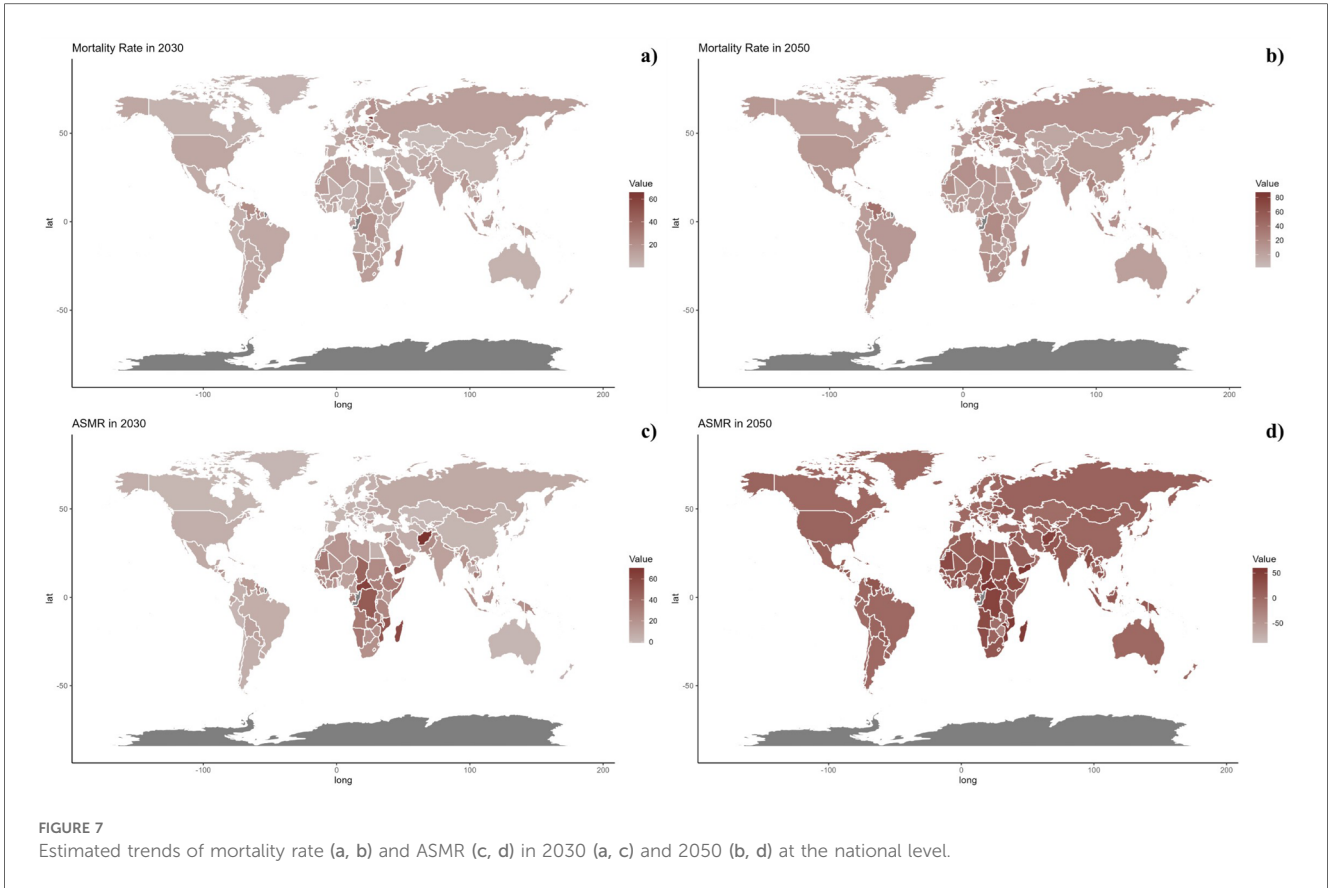 Mortality Rate in 2030
a)
50
0
-50
lat
-100
0
100
200
long
Value
60
40
20
Mortality Rate in 2050
b)
50
0
-50
lat
-100
0
100
200
long
Value
80
60
40
20
0
ASMR in 2030
c)
50
0
-50
lat
-100
0
100
200
long
Value
60
40
20
0
ASMR in 2050
d)
50
0
-50
lat
-100
0
100
200
long
Value
50
0
-50
FIGURE 7
Estimated trends of mortality rate (a, b) and ASMR (c, d) in 2030 (a, c) and 2050 (b, d) at the national level.